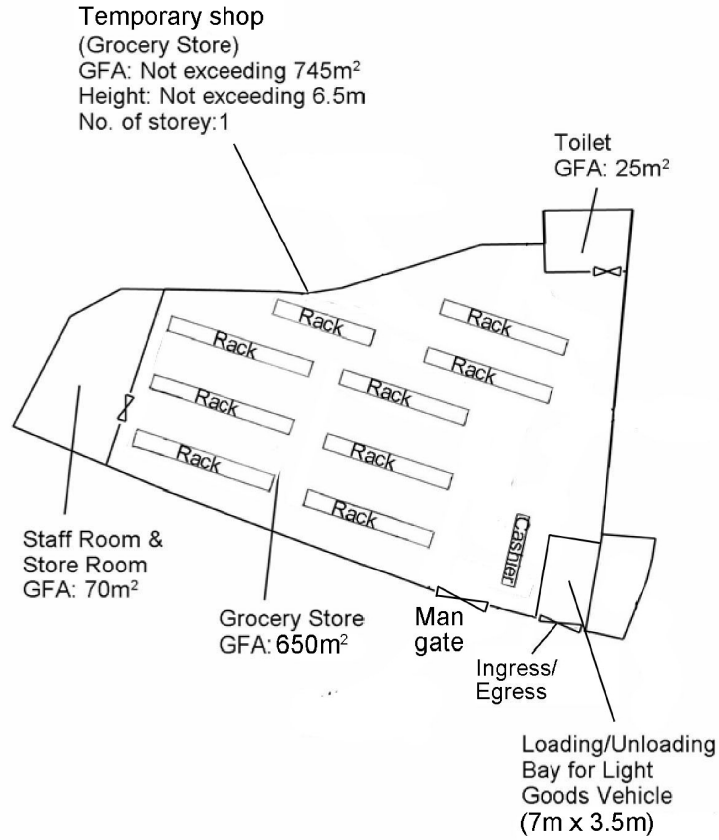 Temporary shop
(Grocery Store)
GFA: Not exceeding 745m²
Height: Not exceeding 6.5m
No. of storey:1
Toilet
GFA: 25m²
Rack
Rack
Rack
Rack
Rack
Rack
Rack
Rack
Rack
Rack
Cashier
Staff Room &
Store Room
GFA: 70m²
Grocery Store
GFA: 650m²
Man
gate
Ingress/
Egress
Loading/Unloading
Bay for Light
Goods Vehicle
(7m x 3.5m)